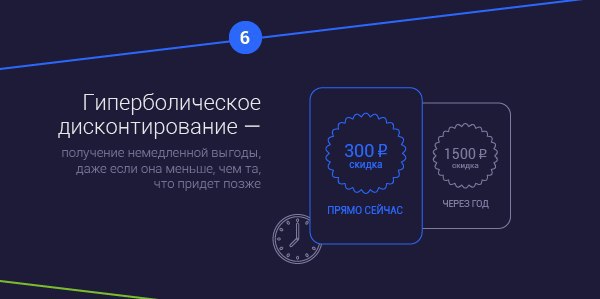 6
Гиперболическое
дисконтирование —
получение немедленной выгоды,
даже если она меньше, чем та,
что придет позже
300 ₽
скидка
ПРЯМО СЕЙЧАС
1500 ₽
скидка
ЧЕРЕЗ ГОД